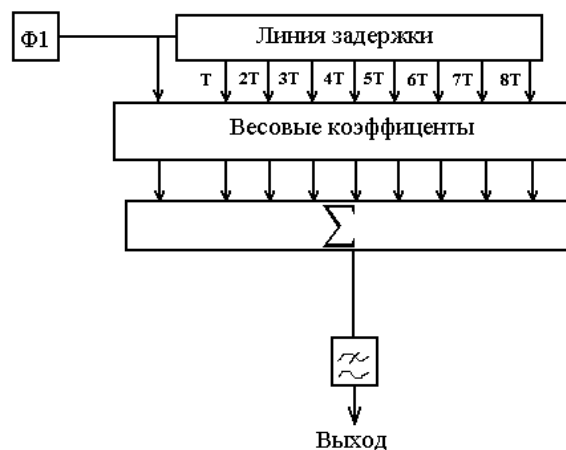 Ф1
Линия задержки
T 2T 3T 4T 5T 6T 7T 8T
Весовые коэффиценты
Σ
Выход